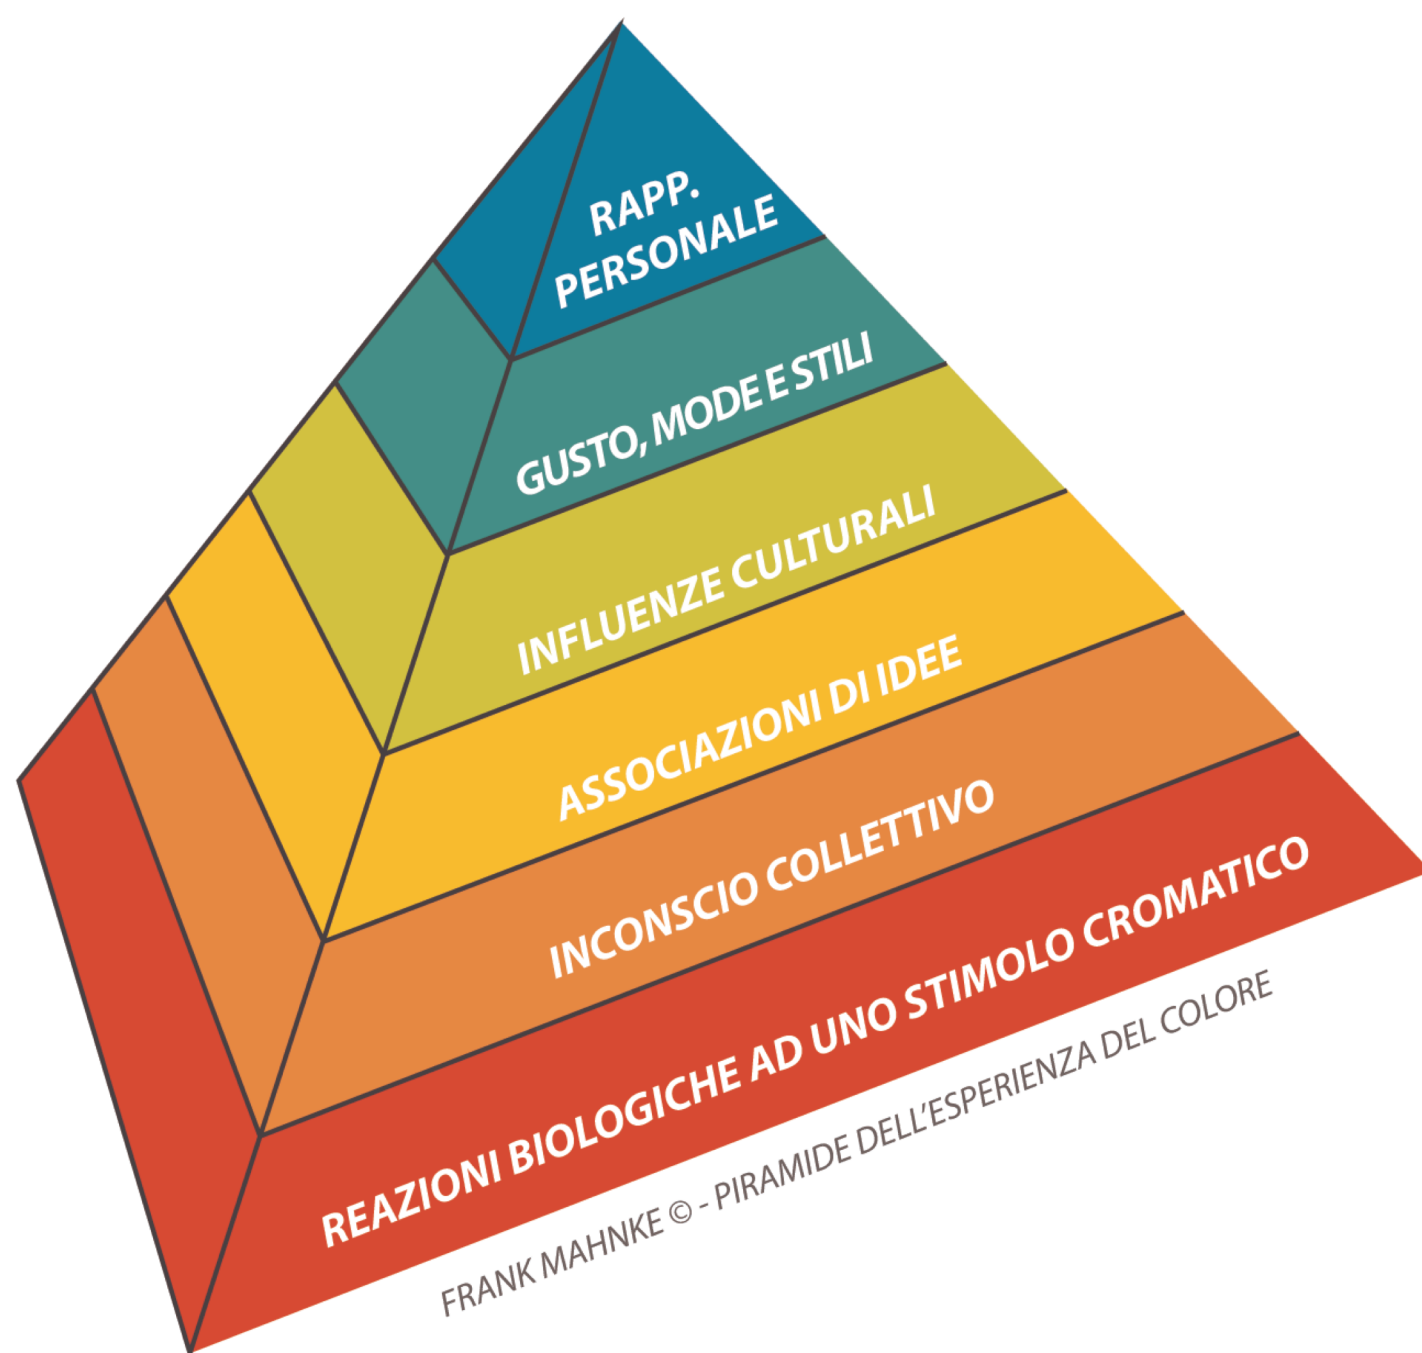 RAPP.
PERSONALE
GUSTO, MODE E STILI
INFLUENZE CULTURALI
ASSOCIAZIONI DI IDEE
INCONSCIO COLLETTIVO
REAZIONI BIOLOGICHE AD UNO STIMOLO CROMATICO
FRANK MAHNKE © - PIRAMIDE DELL'ESPERIENZA DEL COLORE